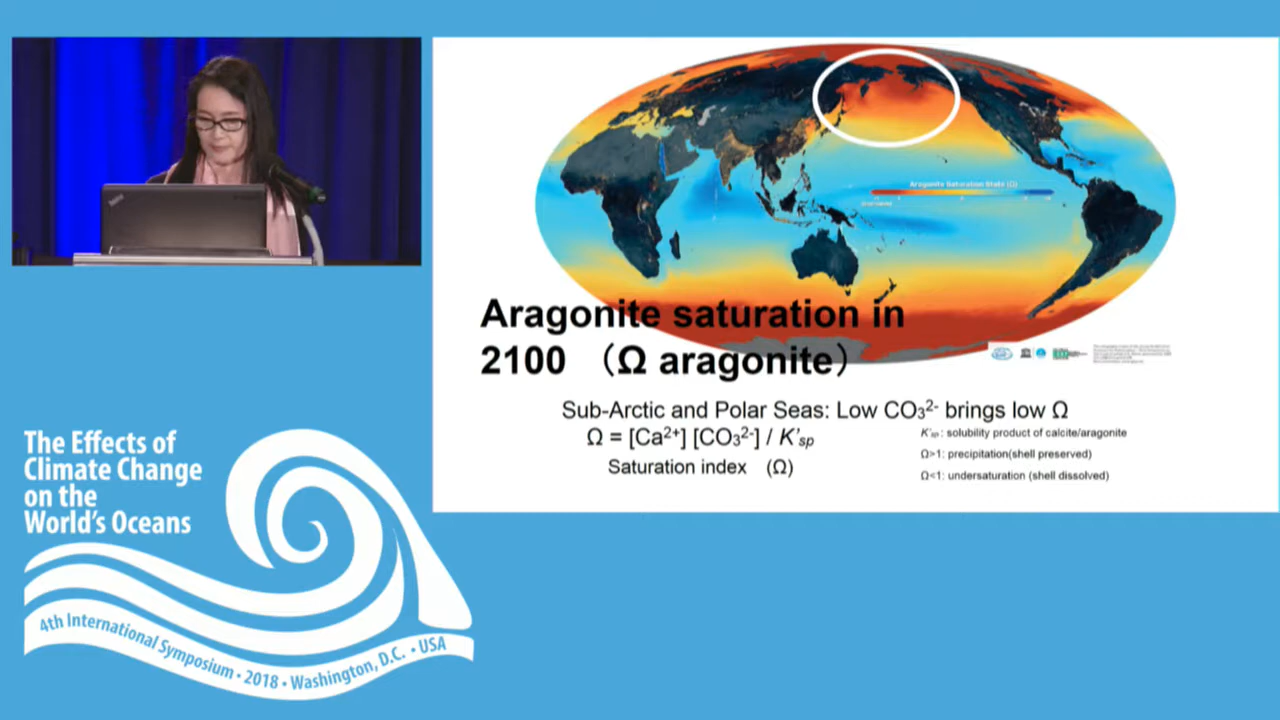 Aragonite Saturation State (Ω)
Aragonite saturation in
2100 （Ω aragonite）
Sub-Arctic and Polar Seas: Low CO₃²⁻ brings low Ω
Ω = [Ca²⁺] [CO₃²⁻] / K'sp
Saturation index （Ω）
K'sp : solubility product of calcite/aragonite
Ω>1: precipitation(shell preserved)
Ω<1: undersaturation (shell dissolved)
The Effects of
Climate Change
on the
World's Oceans
4th International Symposium • 2018 • Washington, D.C. • USA